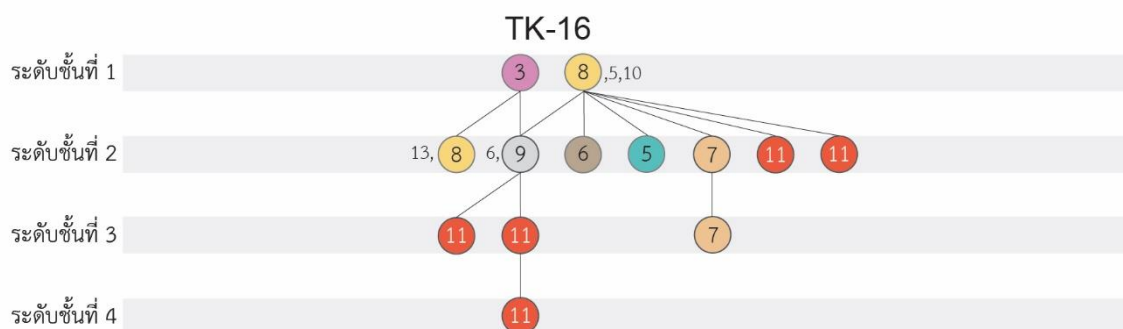 TK-16
ระดับชั้นที่ 1 3 8 ,5,10
ระดับชั้นที่ 2 13, 8 6, 9 6 5 7 11 11
ระดับชั้นที่ 3 11 11 7
ระดับชั้นที่ 4 11